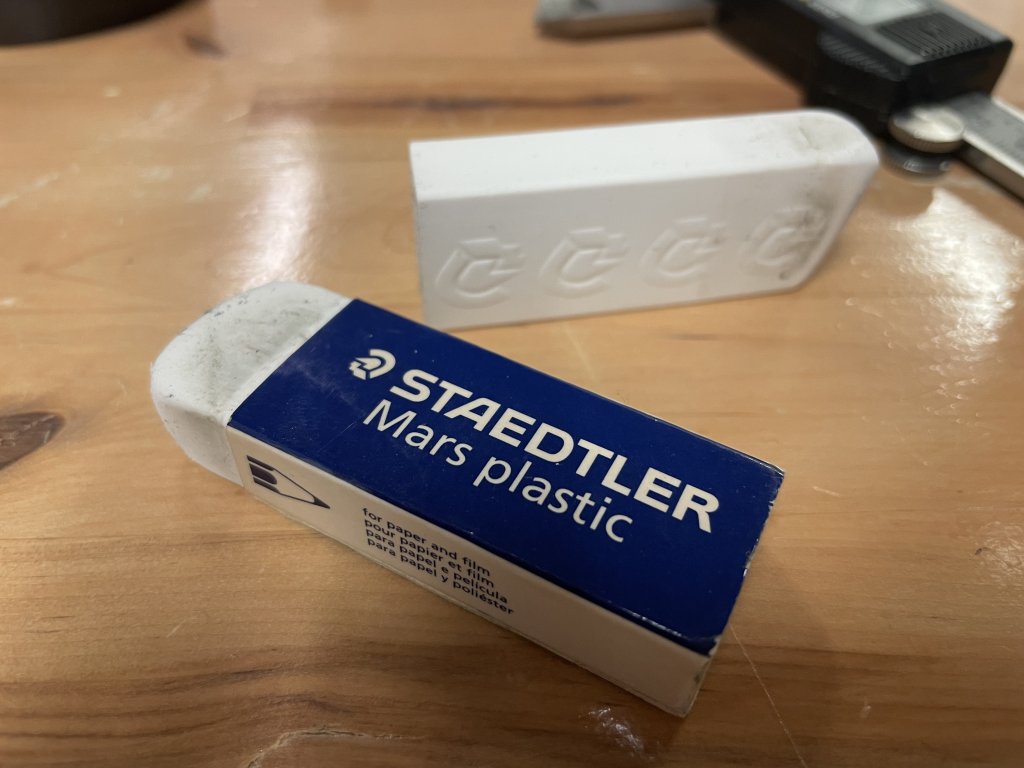 STAEDTLER
Mars plastic
for paper and film
pour papier et film
para papel e película
para papel y poliéster